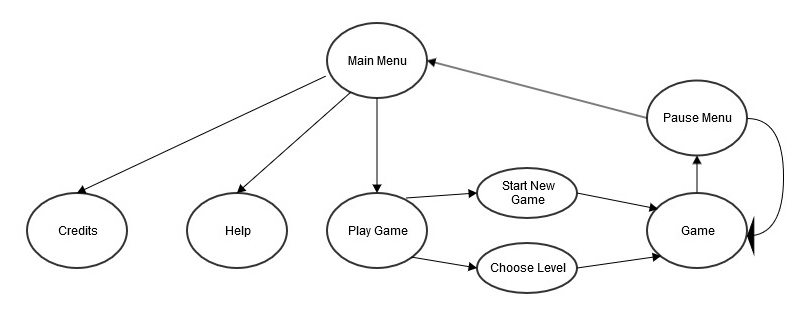 Main Menu
Pause Menu
Start New
Game
Credits
Help
Play Game
Game
Choose Level